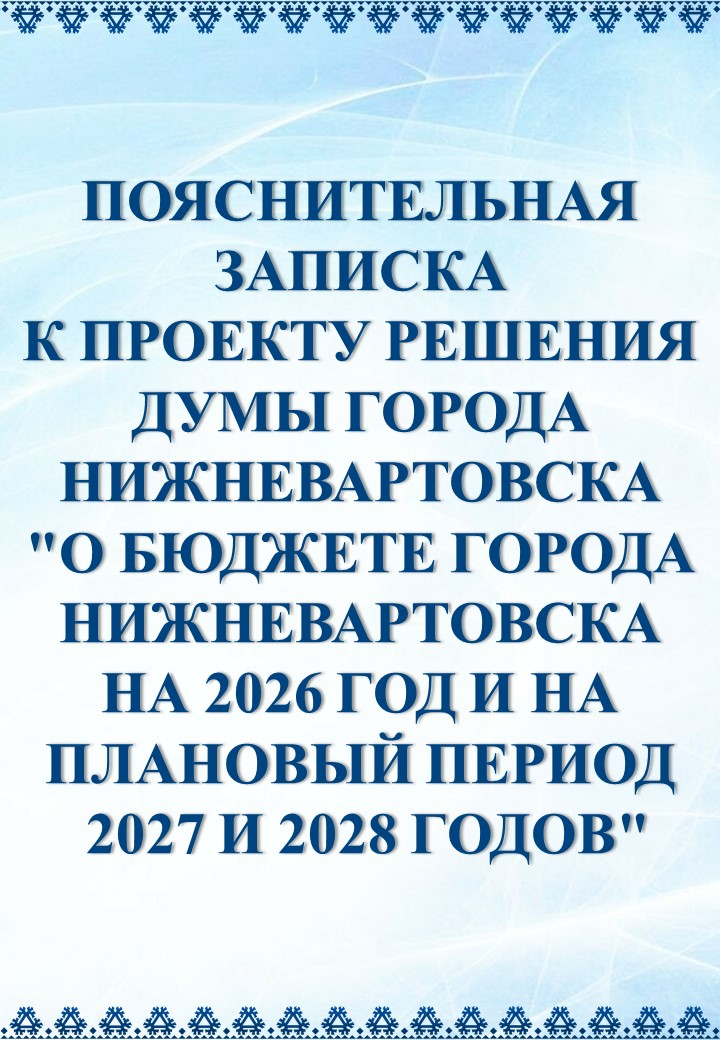 ПОЯСНИТЕЛЬНАЯ
ЗАПИСКА
К ПРОЕКТУ РЕШЕНИЯ
ДУМЫ ГОРОДА
НИЖНЕВАРТОВСКА
"О БЮДЖЕТЕ ГОРОДА
НИЖНЕВАРТОВСКА
НА 2026 ГОД И НА
ПЛАНОВЫЙ ПЕРИОД
2027 И 2028 ГОДОВ"